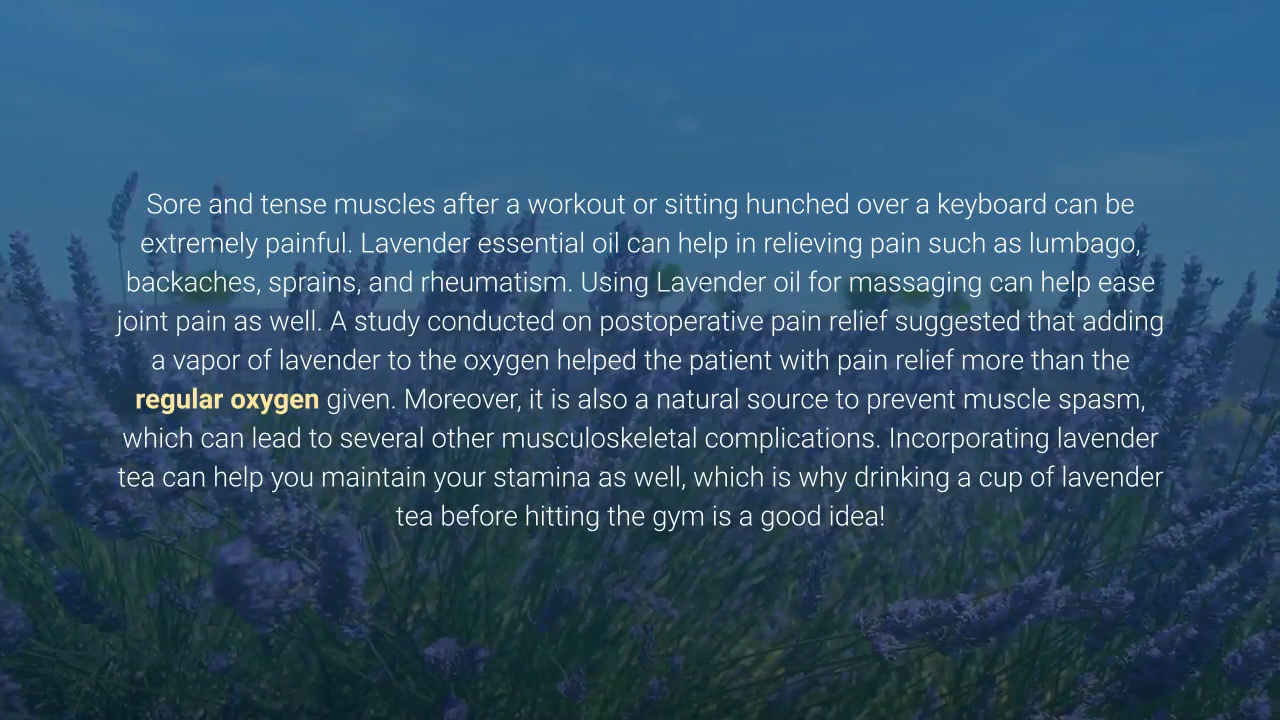 Sore and tense muscles after a workout or sitting hunched over a keyboard can be
extremely painful. Lavender essential oil can help in relieving pain such as lumbago,
backaches, sprains, and rheumatism. Using Lavender oil for massaging can help ease
joint pain as well. A study conducted on postoperative pain relief suggested that adding
a vapor of lavender to the oxygen helped the patient with pain relief more than the
regular oxygen given. Moreover, it is also a natural source to prevent muscle spasm,
which can lead to several other musculoskeletal complications. Incorporating lavender
tea can help you maintain your stamina as well, which is why drinking a cup of lavender
tea before hitting the gym is a good idea!